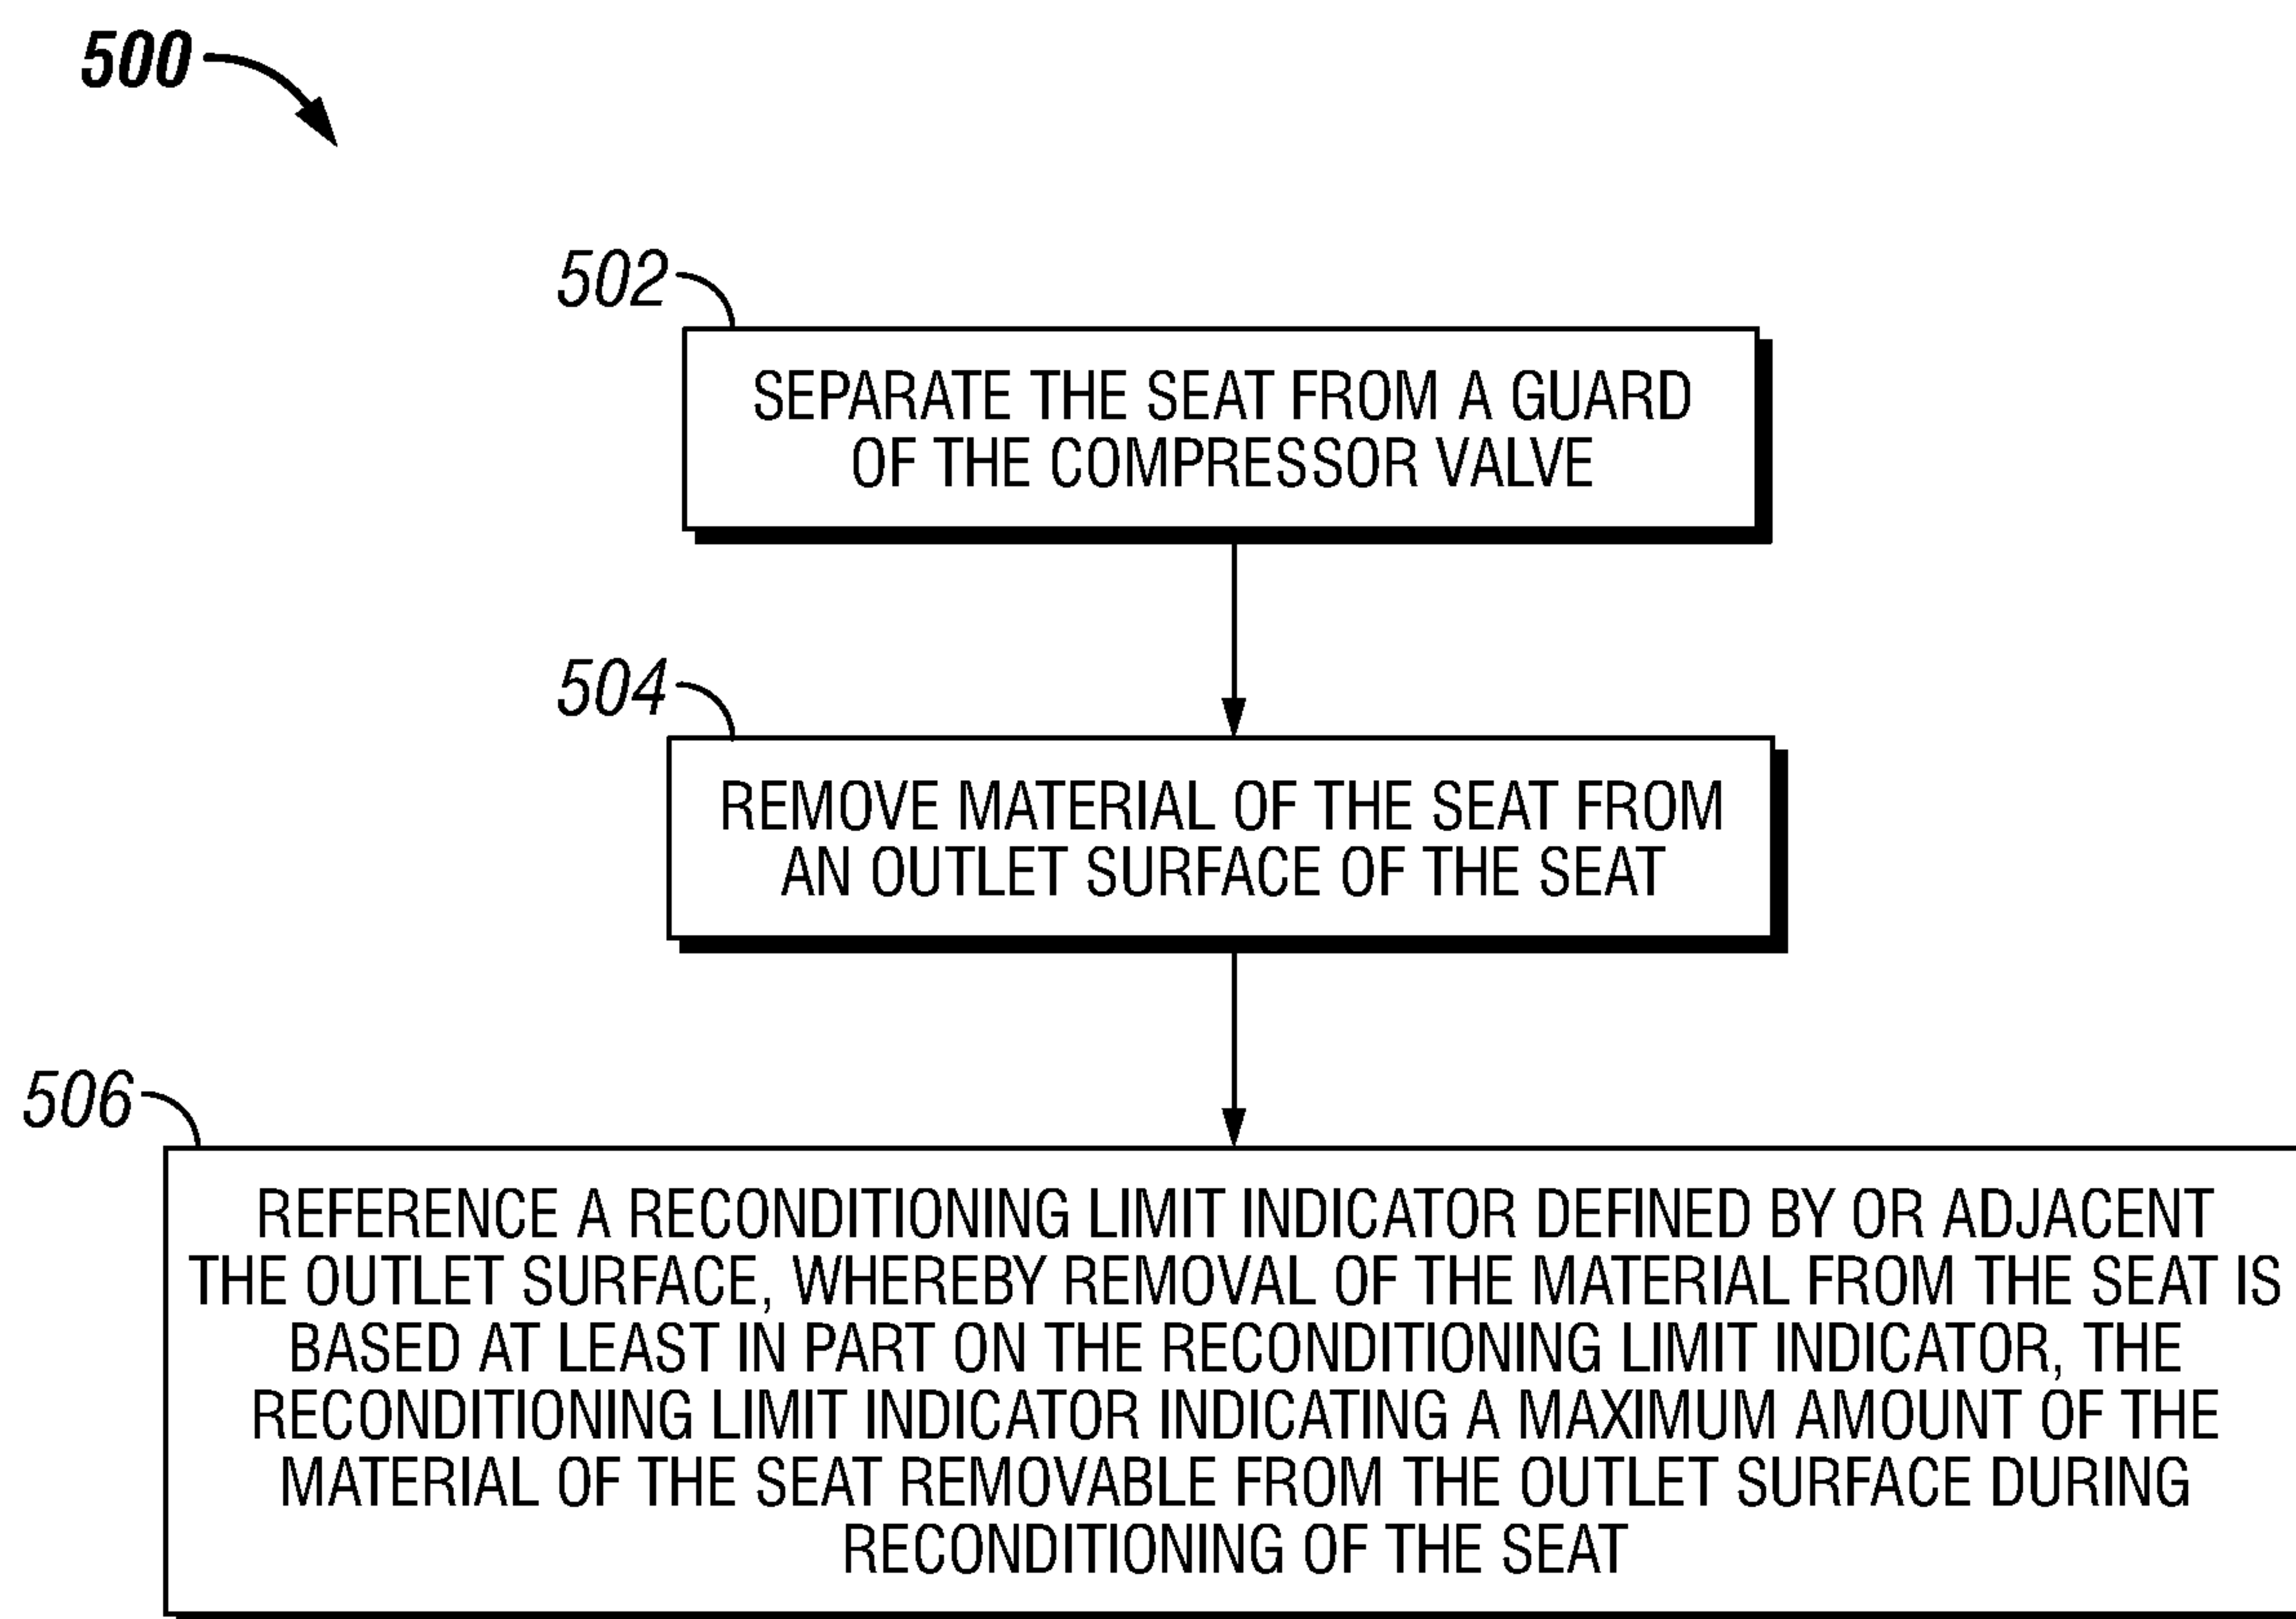 500
502
SEPARATE THE SEAT FROM A GUARD
OF THE COMPRESSOR VALVE
504
REMOVE MATERIAL OF THE SEAT FROM
AN OUTLET SURFACE OF THE SEAT
506
REFERENCE A RECONDITIONING LIMIT INDICATOR DEFINED BY OR ADJACENT
THE OUTLET SURFACE, WHEREBY REMOVAL OF THE MATERIAL FROM THE SEAT IS
BASED AT LEAST IN PART ON THE RECONDITIONING LIMIT INDICATOR, THE
RECONDITIONING LIMIT INDICATOR INDICATING A MAXIMUM AMOUNT OF THE
MATERIAL OF THE SEAT REMOVABLE FROM THE OUTLET SURFACE DURING
RECONDITIONING OF THE SEAT